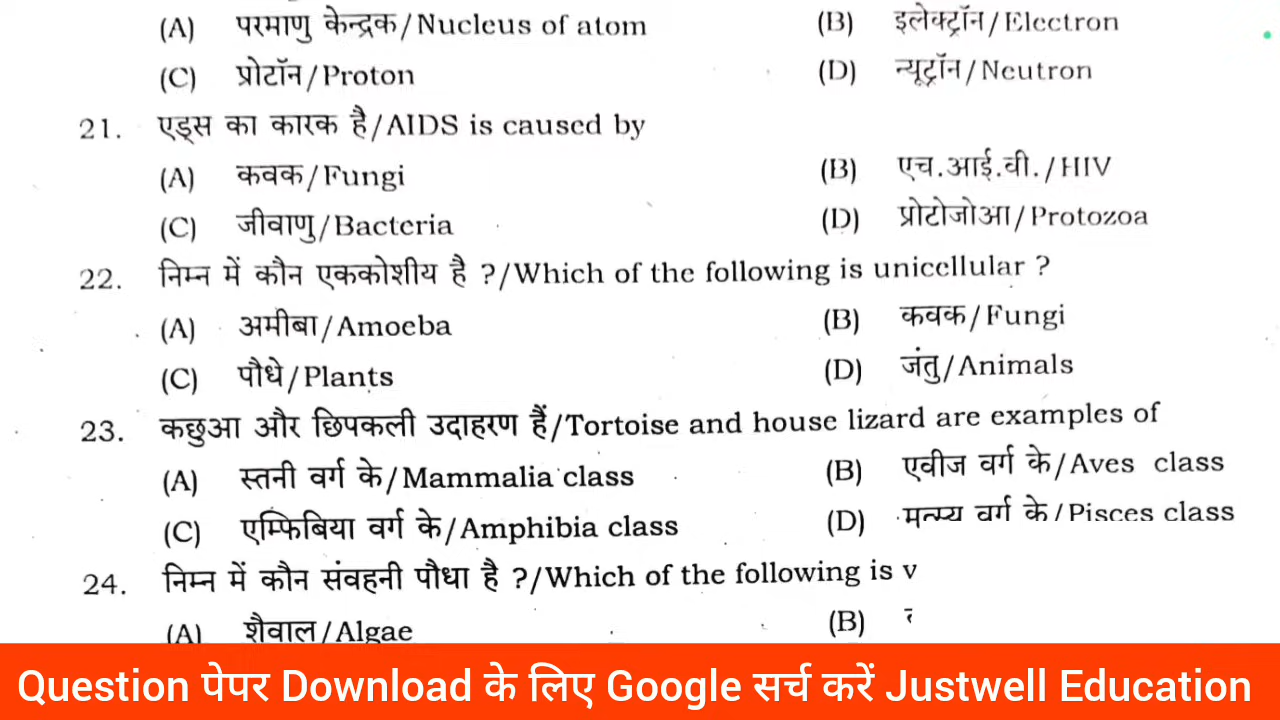 (A) परमाणु केन्द्रक/Nucleus of atom (B) इलेक्ट्रॉन/Electron
(C) प्रोटॉन/Proton (D) न्यूट्रॉन/Neutron
21. एड्स का कारक है/AIDS is caused by
(A) कवक/Fungi (B) एच.आई.वी./HIV
(C) जीवाणु/Bacteria (D) प्रोटोजोआ/Protozoa
22. निम्न में कौन एककोशीय है ?/Which of the following is unicellular ?
(A) अमीबा/Amoeba (B) कवक/Fungi
(C) पौधे/Plants (D) जंतु/Animals
23. कछुआ और छिपकली उदाहरण हैं/Tortoise and house lizard are examples of
(A) स्तनी वर्ग के/Mammalia class (B) एवीज वर्ग के/Aves class
(C) एम्फिबिया वर्ग के/Amphibia class (D) मत्स्य वर्ग के/Pisces class
24. निम्न में कौन संवहनी पौधा है ?/Which of the following is v
(A) शैवाल/Algae (B)
Question पेपर Download के लिए Google सर्च करें Justwell Education